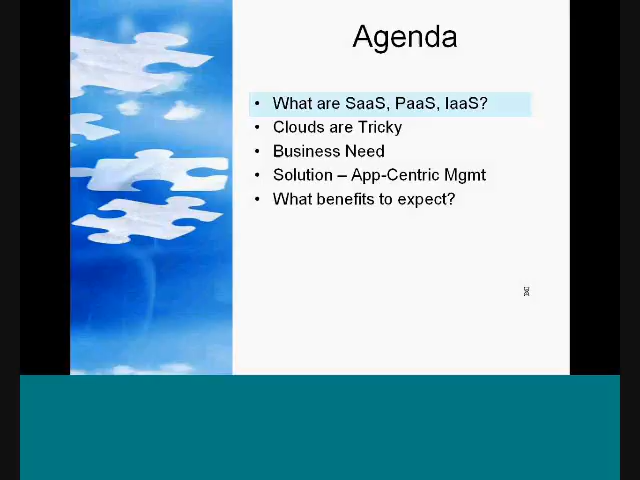 Agenda
• What are SaaS, PaaS, IaaS?
• Clouds are Tricky
• Business Need
• Solution – App-Centric Mgmt
• What benefits to expect?